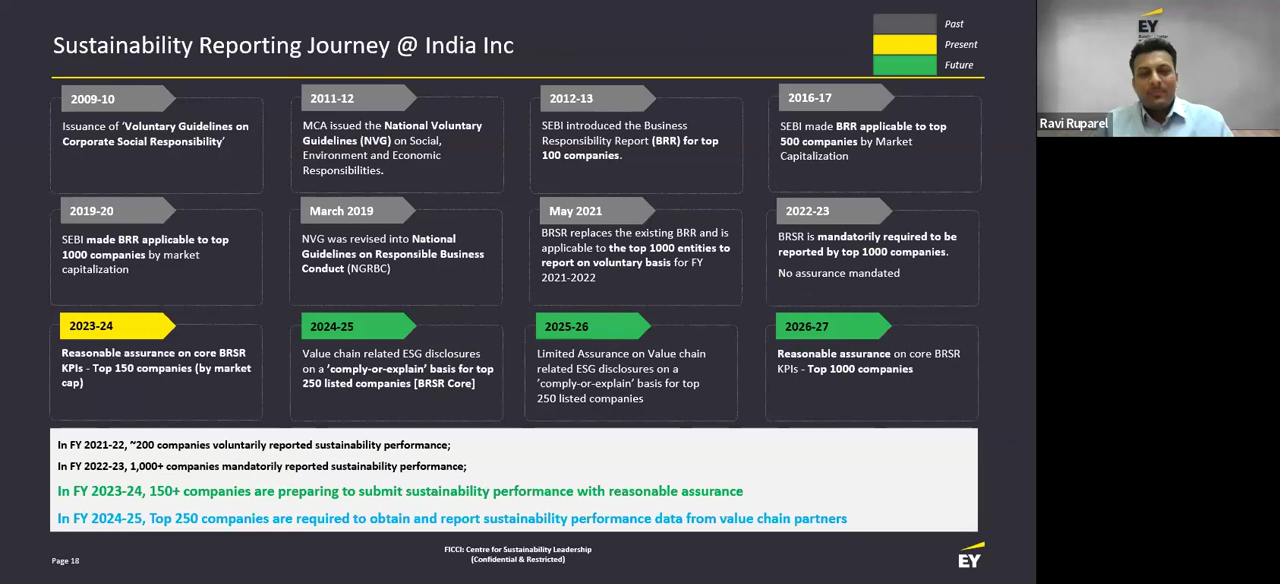 Sustainability Reporting Journey @ India Inc
Past
Present
Future
EY
Ravi Ruparel
2009-10
Issuance of ‘Voluntary Guidelines on
Corporate Social Responsibility’
2011-12
MCA issued the National Voluntary
Guidelines (NVG) on Social,
Environment and Economic
Responsibilities.
2012-13
SEBI introduced the Business
Responsibility Report (BRR) for top
100 companies.
2016-17
SEBI made BRR applicable to top
500 companies by Market
Capitalization
2019-20
SEBI made BRR applicable to top
1000 companies by market
capitalization
March 2019
NVG was revised into National
Guidelines on Responsible Business
Conduct (NGRBC)
May 2021
BRSR replaces the existing BRR and is
applicable to the top 1000 entities to
report on voluntary basis for FY
2021-2022
2022-23
BRSR is mandatorily required to be
reported by top 1000 companies.
No assurance mandated
2023-24
Reasonable assurance on core BRSR
KPIs - Top 150 companies (by market
cap)
2024-25
Value chain related ESG disclosures
on a ‘comply-or-explain’ basis for top
250 listed companies [BRSR Core]
2025-26
Limited Assurance on Value chain
related ESG disclosures on a
‘comply-or-explain’ basis for top
250 listed companies
2026-27
Reasonable assurance on core BRSR
KPIs - Top 1000 companies
In FY 2021-22, ~200 companies voluntarily reported sustainability performance;
In FY 2022-23, 1,000+ companies mandatorily reported sustainability performance;
In FY 2023-24, 150+ companies are preparing to submit sustainability performance with reasonable assurance
In FY 2024-25, Top 250 companies are required to obtain and report sustainability performance data from value chain partners
Page 18
FICCI: Centre for Sustainability Leadership
(Confidential & Restricted)
EY